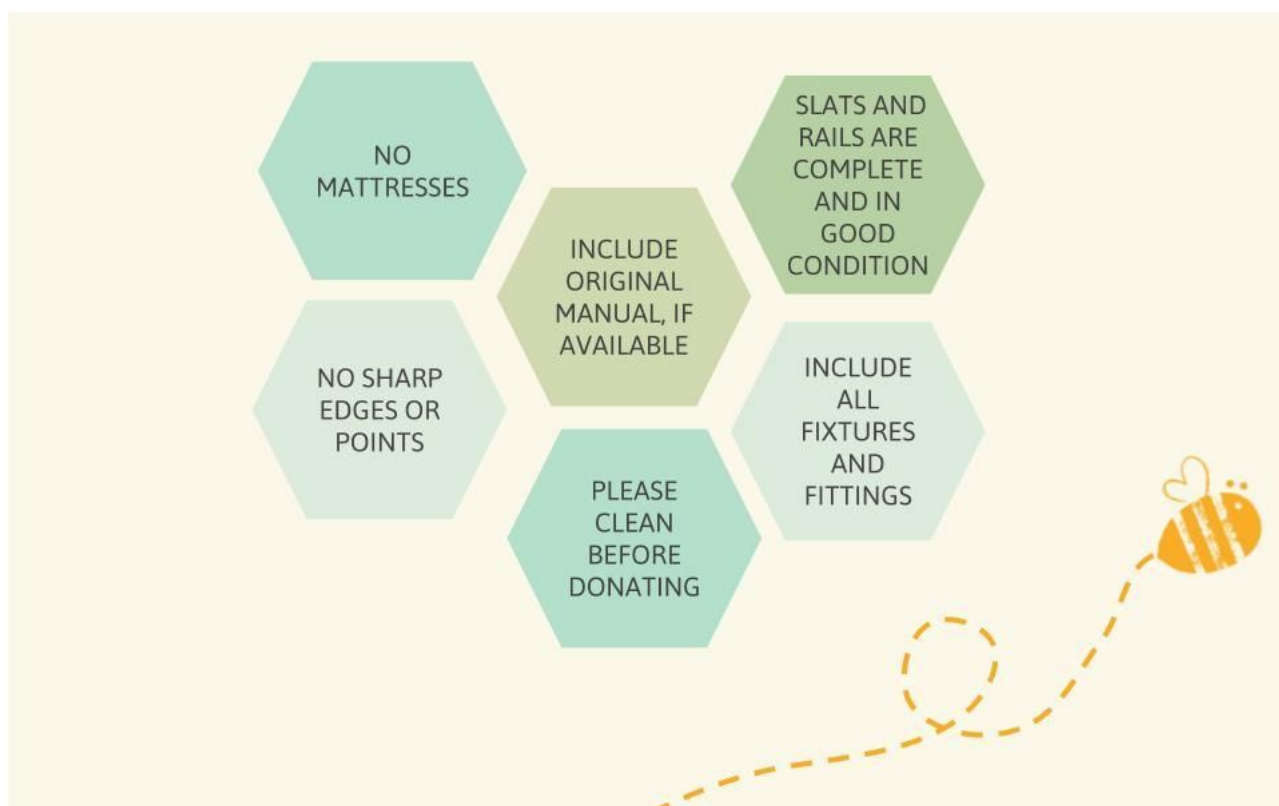 NO
MATTRESSES
SLATS AND
RAILS ARE
COMPLETE
AND IN
GOOD
CONDITION
INCLUDE
ORIGINAL
MANUAL, IF
AVAILABLE
NO SHARP
EDGES OR
POINTS
INCLUDE
ALL
FIXTURES
AND
FITTINGS
PLEASE
CLEAN
BEFORE
DONATING